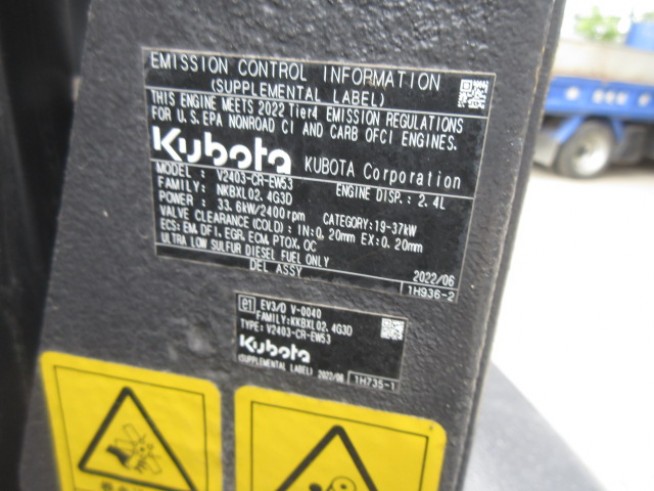 EMISSION CONTROL INFORMATION
(SUPPLEMENTAL LABEL)
THIS ENGINE MEETS 2022 Tier4 EMISSION REGULATIONS
FOR U.S.EPA NONROAD CI AND CARB OFCI ENGINES.
Kubota KUBOTA Corporation
MODEL : V2403-CR-EW53 ENGINE DISP.: 2.4L
FAMILY: NKBXL02.4G3D
POWER : 33.6kW/2400rpm CATEGORY:19-37kW
VALVE CLEARANCE(COLD): IN:0.20mm EX:0.20mm
ECS: EM, DFI, EGR, ECM, PTOX, OC
ULTRA LOW SULFUR DIESEL FUEL ONLY 2022/06
DEL ASSY 1H936-2
e1 EV3/D V-0040
FAMILY:KKBXL02.4G3D
TYPE: V2403-CR-EW53
Kubota
(SUPPLEMENTAL LABEL) 2022/06 1H735-1